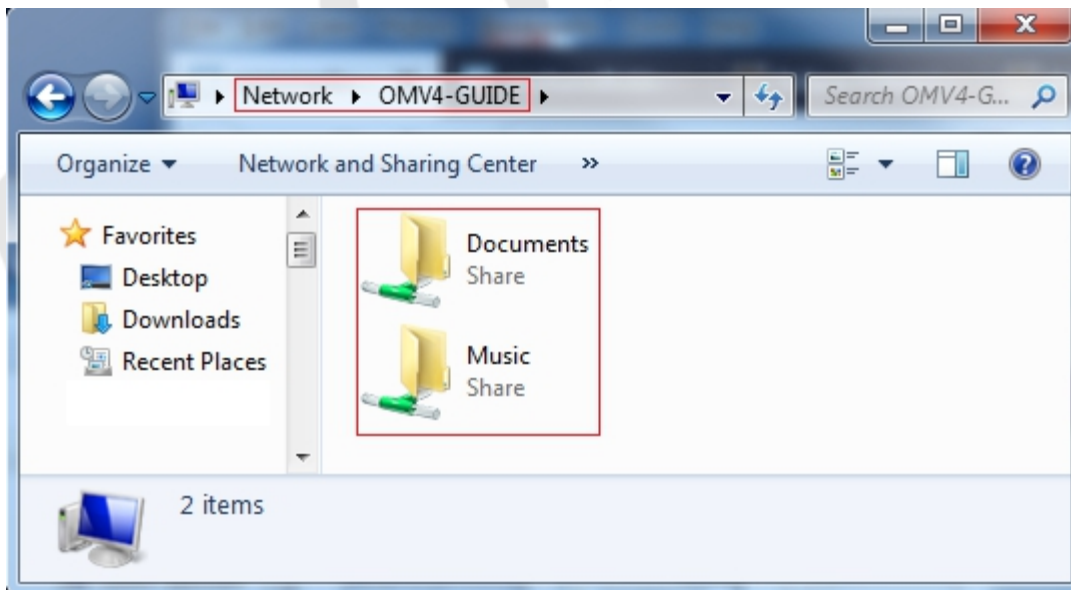 Network ▸ OMV4-GUIDE ▸
Search OMV4-G...
Organize ▾ Network and Sharing Center »
Favorites
Desktop
Downloads
Recent Places
Documents
Share
Music
Share
2 items